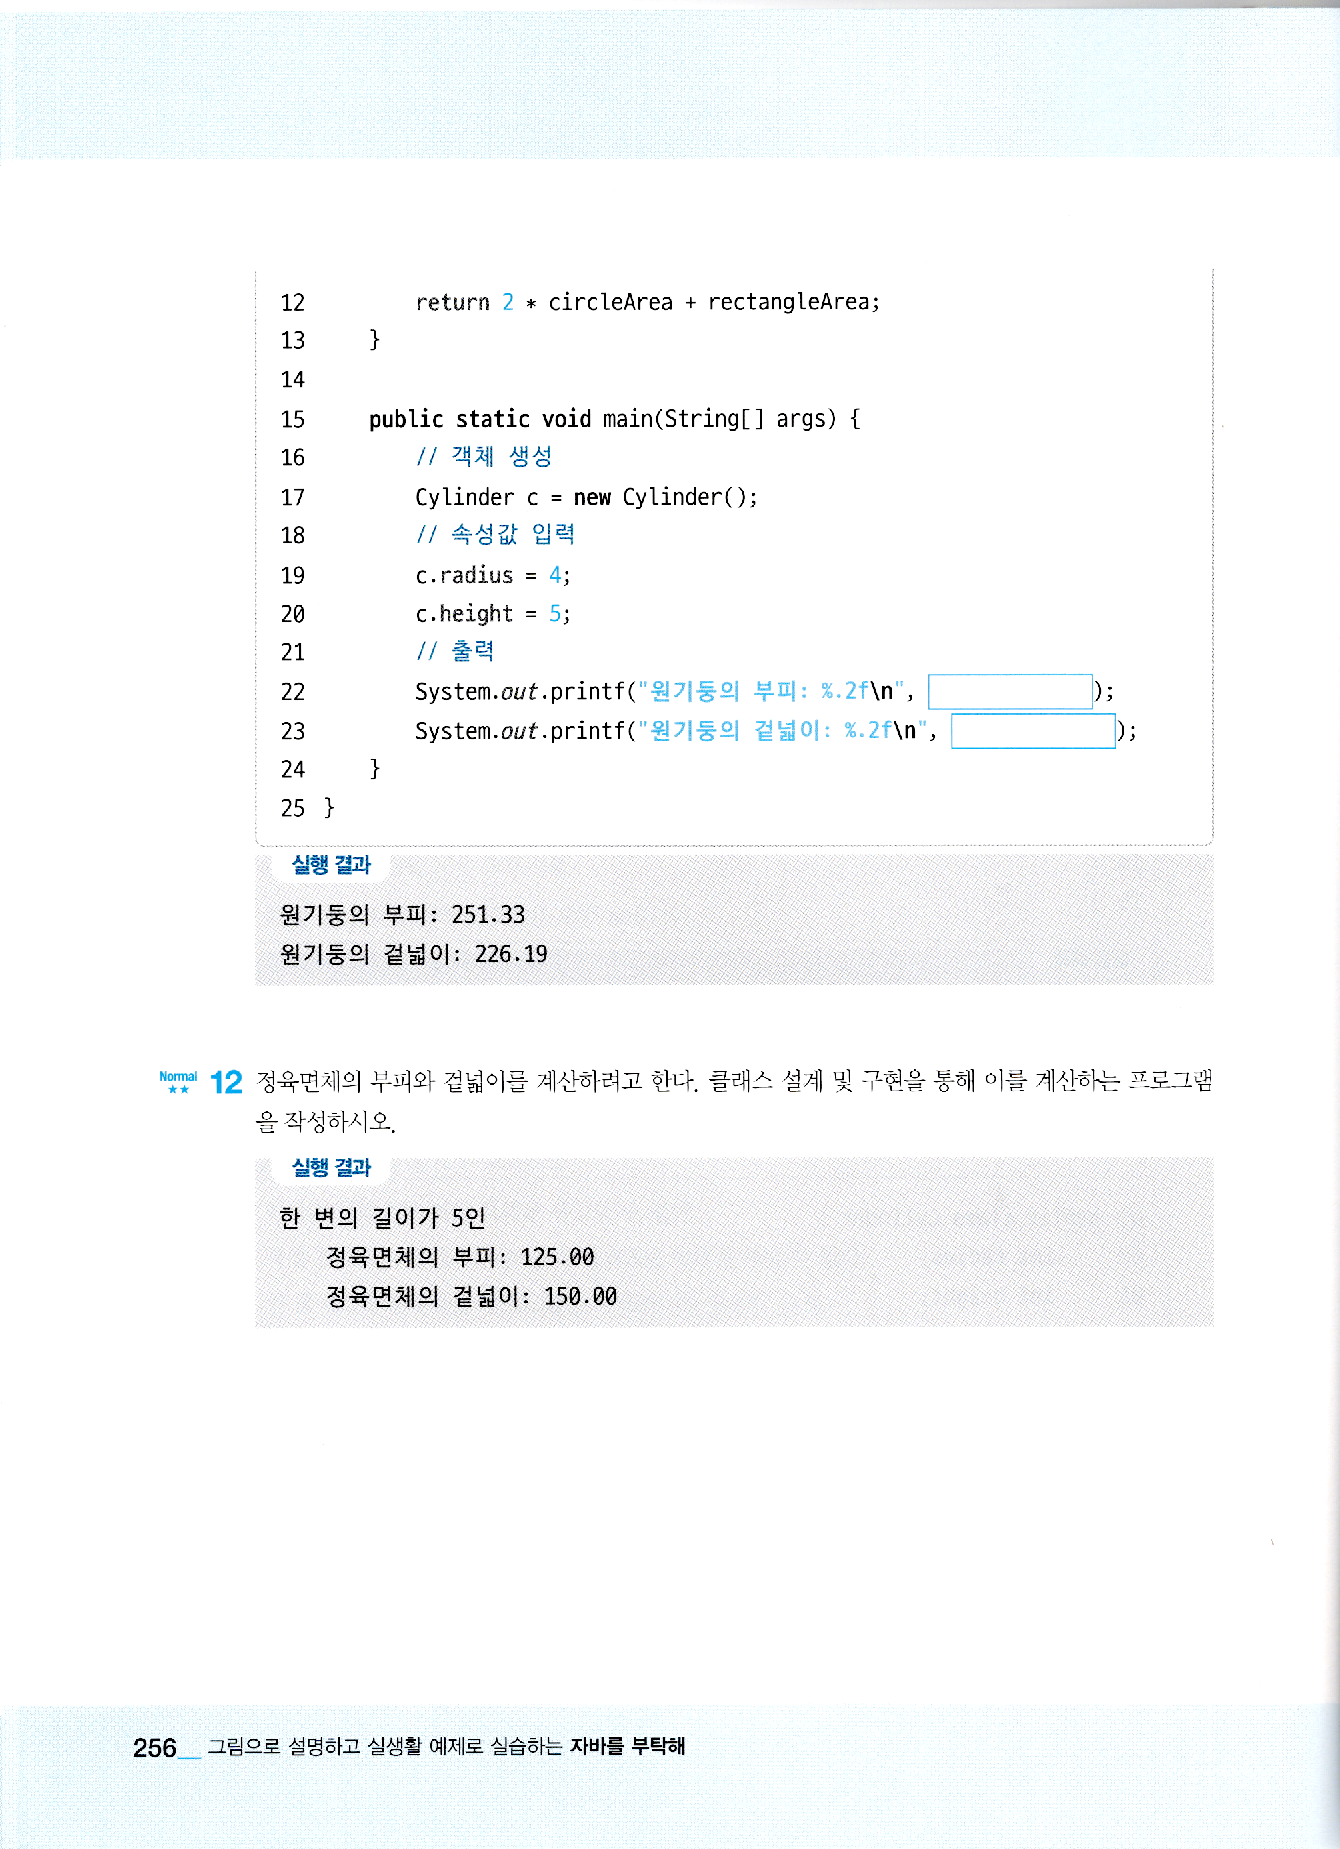 12 return 2 * circleArea + rectangleArea;
13 }
14
15 public static void main(String[] args) {
16 // 객체 생성
17 Cylinder c = new Cylinder();
18 // 속성값 입력
19 c.radius = 4;
20 c.height = 5;
21 // 출력
22 System.out.printf("원기둥의 부피: %.2f\n", );
23 System.out.printf("원기둥의 겉넓이: %.2f\n", );
24 }
25 }
실행 결과
원기둥의 부피: 251.33
원기둥의 겉넓이: 226.19
Normal ★★ 12 정육면체의 부피와 겉넓이를 계산하려고 한다. 클래스 설계 및 구현을 통해 이를 계산하는 프로그램
을 작성하시오.
실행 결과
한 변의 길이가 5인
정육면체의 부피: 125.00
정육면체의 겉넓이: 150.00
256__ 그림으로 설명하고 실생활 예제로 실습하는 자바를 부탁해